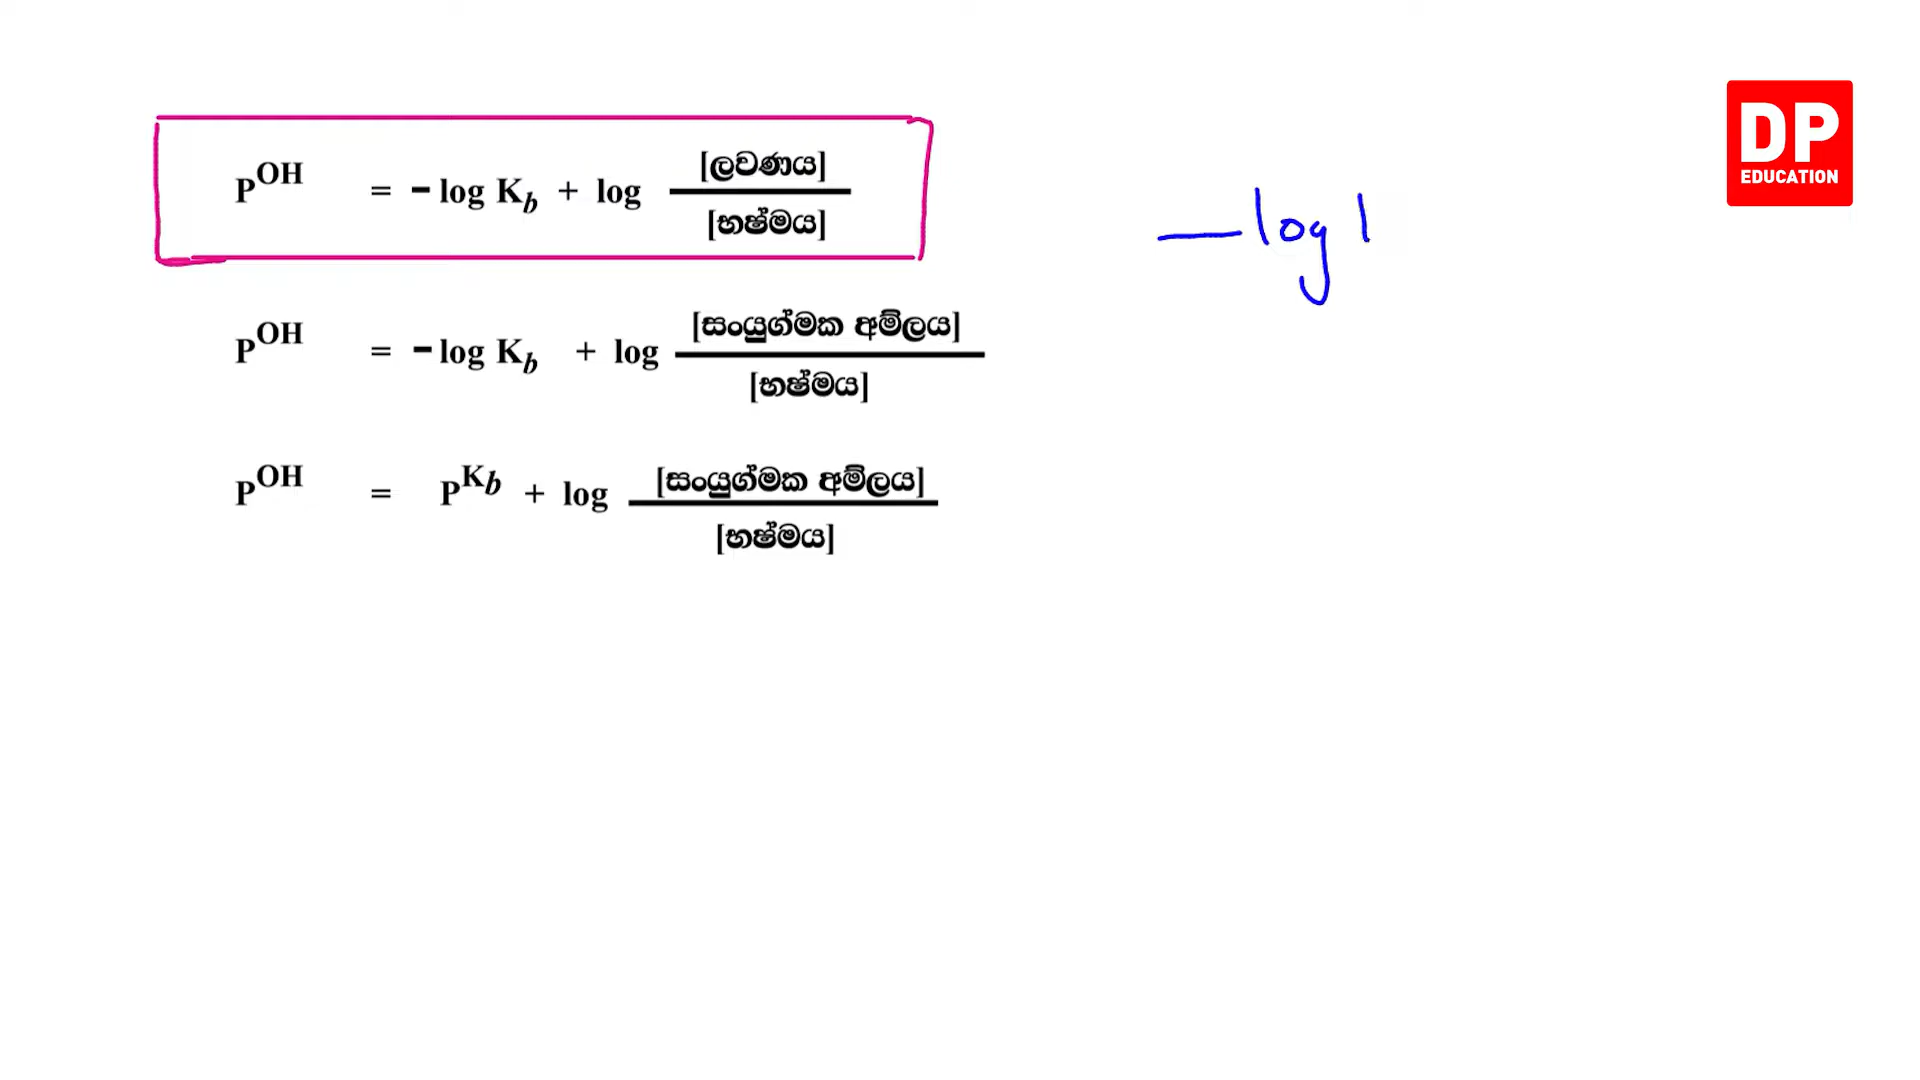 P^OH = - log K_b + log [ලවණය] / [භෂ්මය]
P^OH = - log K_b + log [සංයුග්මක අම්ලය] / [භෂ්මය]
P^OH = P^Kb + log [සංයුග්මක අම්ලය] / [භෂ්මය]
— log |
DP
EDUCATION